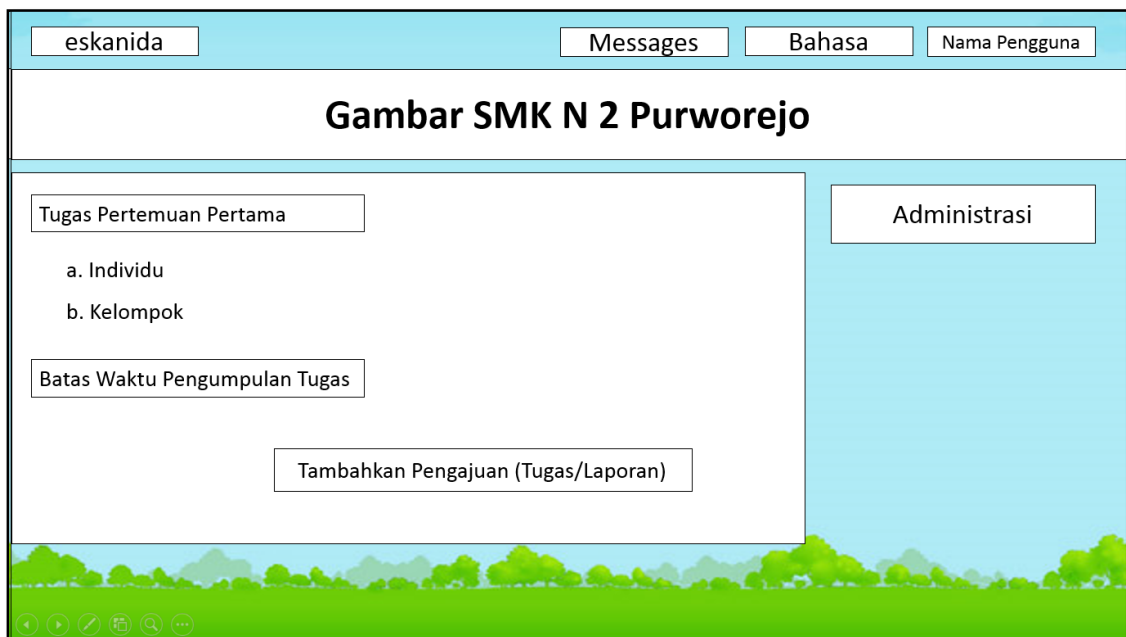 eskanida
Messages
Bahasa
Nama Pengguna
Gambar SMK N 2 Purworejo
Tugas Pertemuan Pertama
a. Individu
b. Kelompok
Batas Waktu Pengumpulan Tugas
Tambahkan Pengajuan (Tugas/Laporan)
Administrasi